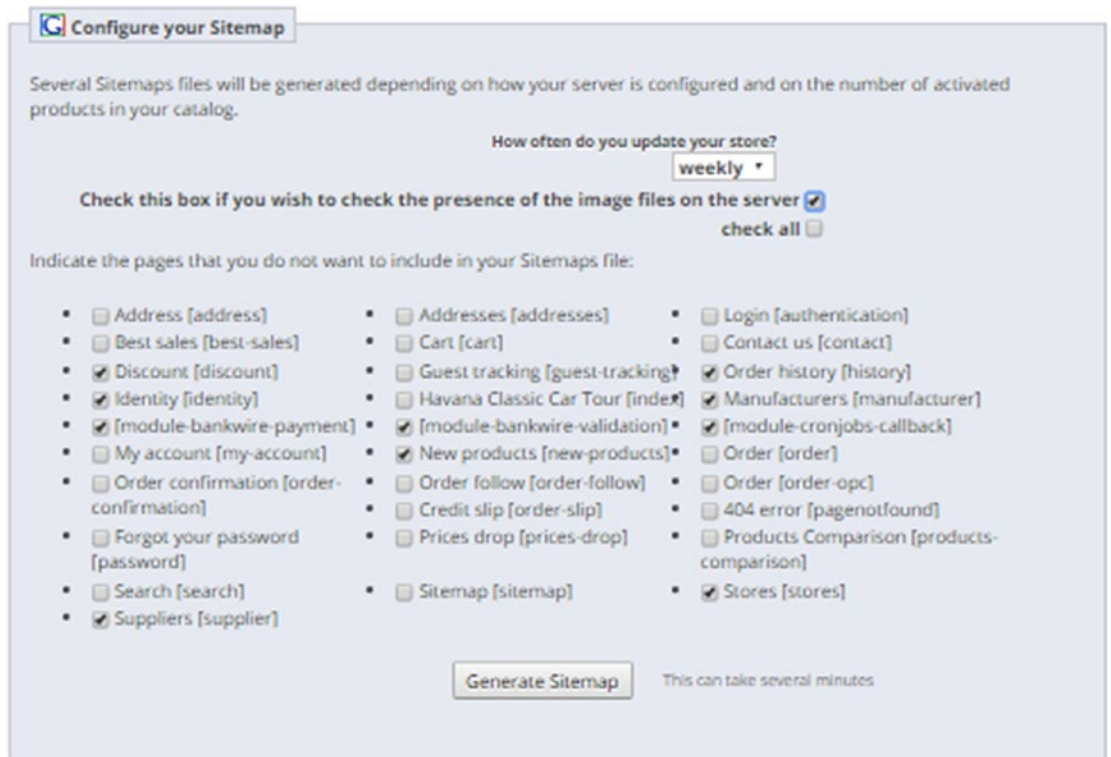 Configure your Sitemap
Several Sitemaps files will be generated depending on how your server is configured and on the number of activated
products in your catalog.
How often do you update your store?
weekly
Check this box if you wish to check the presence of the image files on the server
check all
Indicate the pages that you do not want to include in your Sitemaps file:
Address [address] Addresses [addresses] Login [authentication]
Best sales [best-sales] Cart [cart] Contact us [contact]
Discount [discount] Guest tracking [guest-tracking] Order history [history]
Identity [identity] Havana Classic Car Tour [index] Manufacturers [manufacturer]
[module-bankwire-payment] [module-bankwire-validation] [module-cronjobs-callback]
My account [my-account] New products [new-products] Order [order]
Order confirmation [order- Order follow [order-follow] Order [order-opc]
confirmation] Credit slip [order-slip] 404 error [pagenotfound]
Forgot your password Prices drop [prices-drop] Products Comparison [products-
[password] comparison]
Search [search] Sitemap [sitemap] Stores [stores]
Suppliers [supplier]
Generate Sitemap This can take several minutes